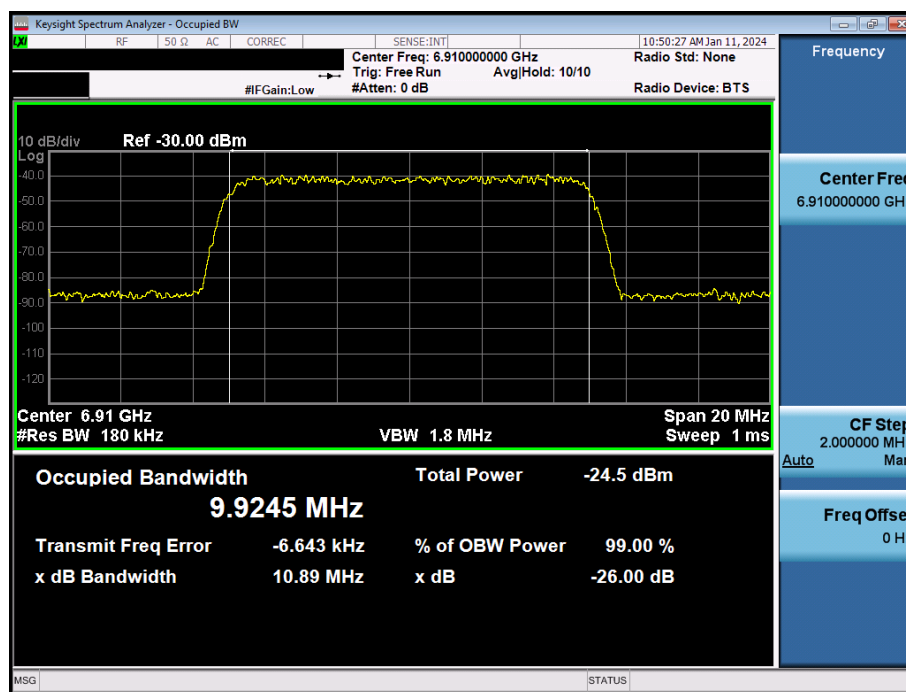 Keysight Spectrum Analyzer - Occupied BW
LXI RF 50 Ω AC CORREC SENSE:INT 10:50:27 AM Jan 11, 2024
Center Freq: 6.910000000 GHz Radio Std: None
Trig: Free Run Avg|Hold: 10/10
#IFGain:Low #Atten: 0 dB Radio Device: BTS
10 dB/div Ref -30.00 dBm
Log
-40.0
-50.0
-60.0
-70.0
-80.0
-90.0
-100
-110
-120
Center 6.91 GHz Span 20 MHz
#Res BW 180 kHz VBW 1.8 MHz Sweep 1 ms
Occupied Bandwidth Total Power -24.5 dBm
9.9245 MHz
Transmit Freq Error -6.643 kHz % of OBW Power 99.00 %
x dB Bandwidth 10.89 MHz x dB -26.00 dB
MSG STATUS
Frequency
Center Freq
6.910000000 GH
CF Step
2.000000 MH
Auto Man
Freq Offse
0 H